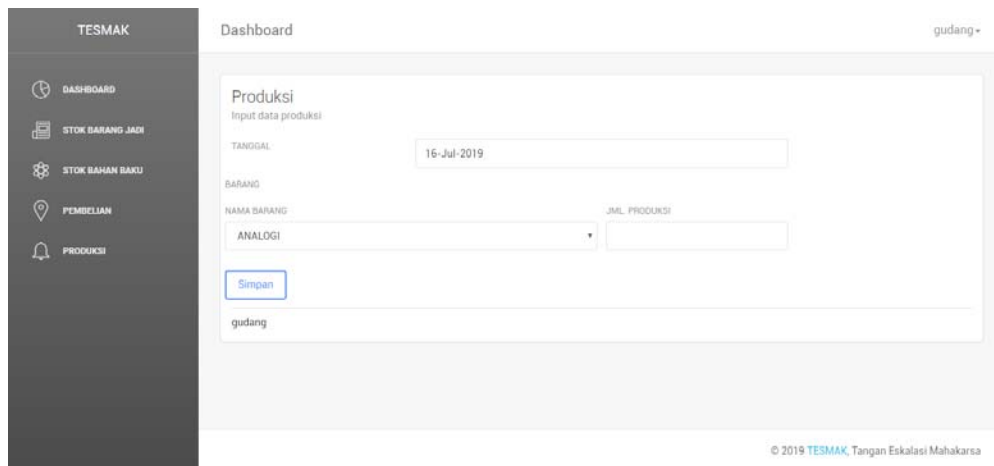 TESMAK
Dashboard
gudang
DASHBOARD
STOK BARANG JADI
STOK BAHAN BAKU
PEMBELIAN
PRODUKSI
Produksi
Input data produksi
TANGGAL
16-Jul-2019
BARANG
NAMA BARANG JML. PRODUKSI
ANALOGI
Simpan
gudang
© 2019 TESMAK, Tangan Eskalasi Mahakarsa